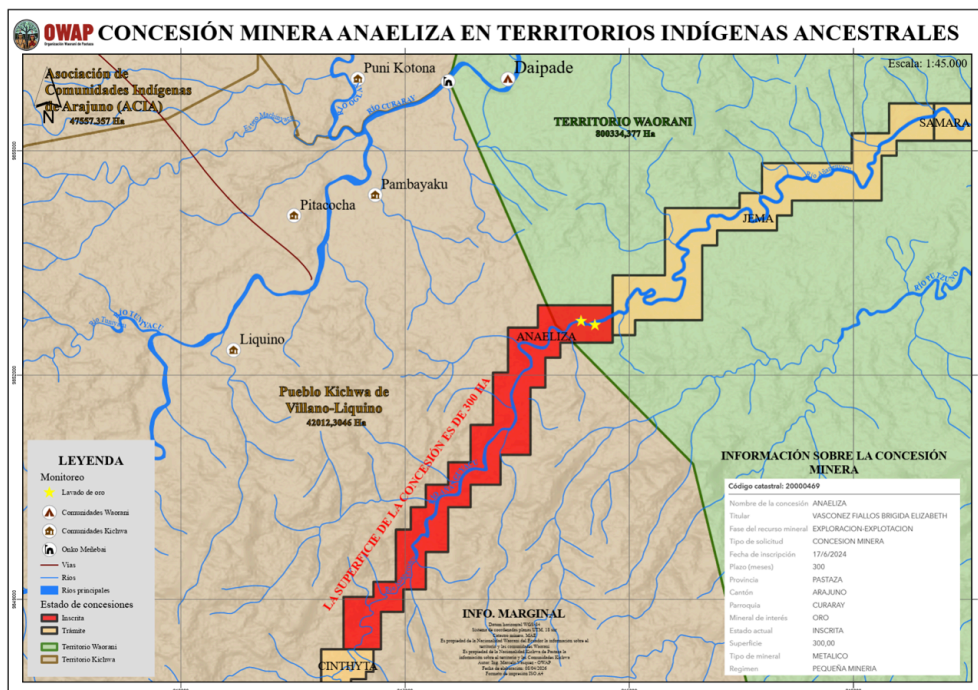 OWAP
Organización Waorani de Pastaza
CONCESIÓN MINERA ANAELIZA EN TERRITORIOS INDÍGENAS ANCESTRALES
Asociación de
Comunidades Indígenas
de Arajuno (ACIA)
47557,357 Ha
N
Puni Kotona
Daipade
Escala: 1:45.000
RÍO CURARAY
TERRITORIO WAORANI
800334,377 Ha
SAMARA
Pambayaku
Pitacocha
JEMA
Liquino
ANAELIZA
Pueblo Kichwa de
Villano-Liquino
42012,3046 Ha
LA SUPERFICIE DE LA CONCESIÓN ES DE 300 HA
CINTHYTA
LEYENDA
Monitoreo
Lavado de oro
Comunidades Waorani
Comunidades Kichwa
Onko Meñebai
Vías
Ríos
Ríos principales
Estado de concesiones
Inscrita
Trámite
Territorio Waorani
Territorio Kichwa
INFO. MARGINAL
INFORMACIÓN SOBRE LA CONCESIÓN
MINERA
Código catastral: 20000469
Nombre de la concesión ANAELIZA
Titular VASCONEZ FIALLOS BRIGIDA ELIZABETH
Fase del recurso mineral EXPLORACION-EXPLOTACION
Tipo de solicitud CONCESION MINERA
Fecha de inscripción 17/6/2024
Plazo (meses) 300
Provincia PASTAZA
Cantón ARAJUNO
Parroquia CURARAY
Mineral de interés ORO
Estado actual INSCRITA
Superficie 300,00
Tipo de mineral METALICO
Regimen PEQUEÑA MINERIA